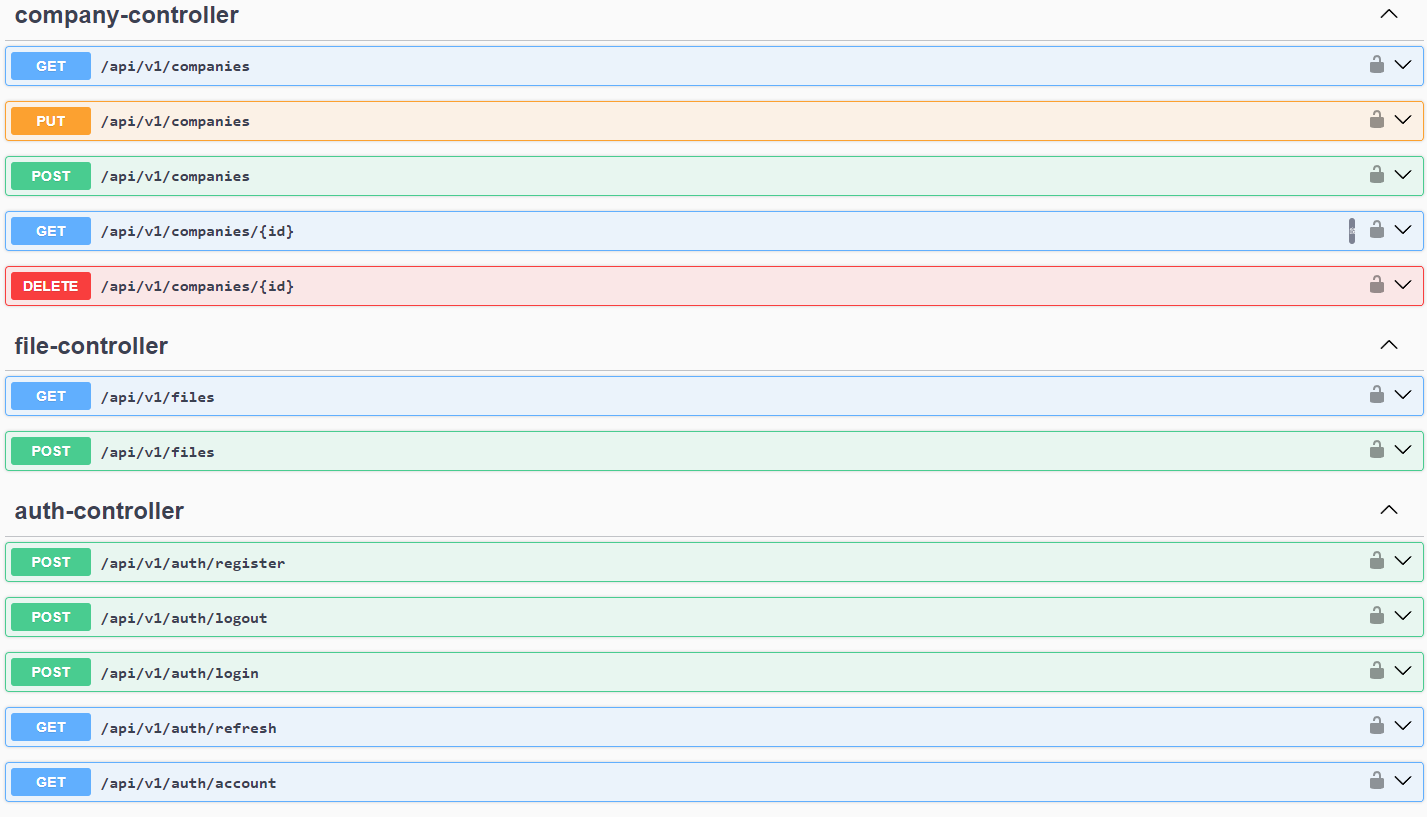 company-controller
GET /api/v1/companies
PUT /api/v1/companies
POST /api/v1/companies
GET /api/v1/companies/{id}
DELETE /api/v1/companies/{id}
file-controller
GET /api/v1/files
POST /api/v1/files
auth-controller
POST /api/v1/auth/register
POST /api/v1/auth/logout
POST /api/v1/auth/login
GET /api/v1/auth/refresh
GET /api/v1/auth/account